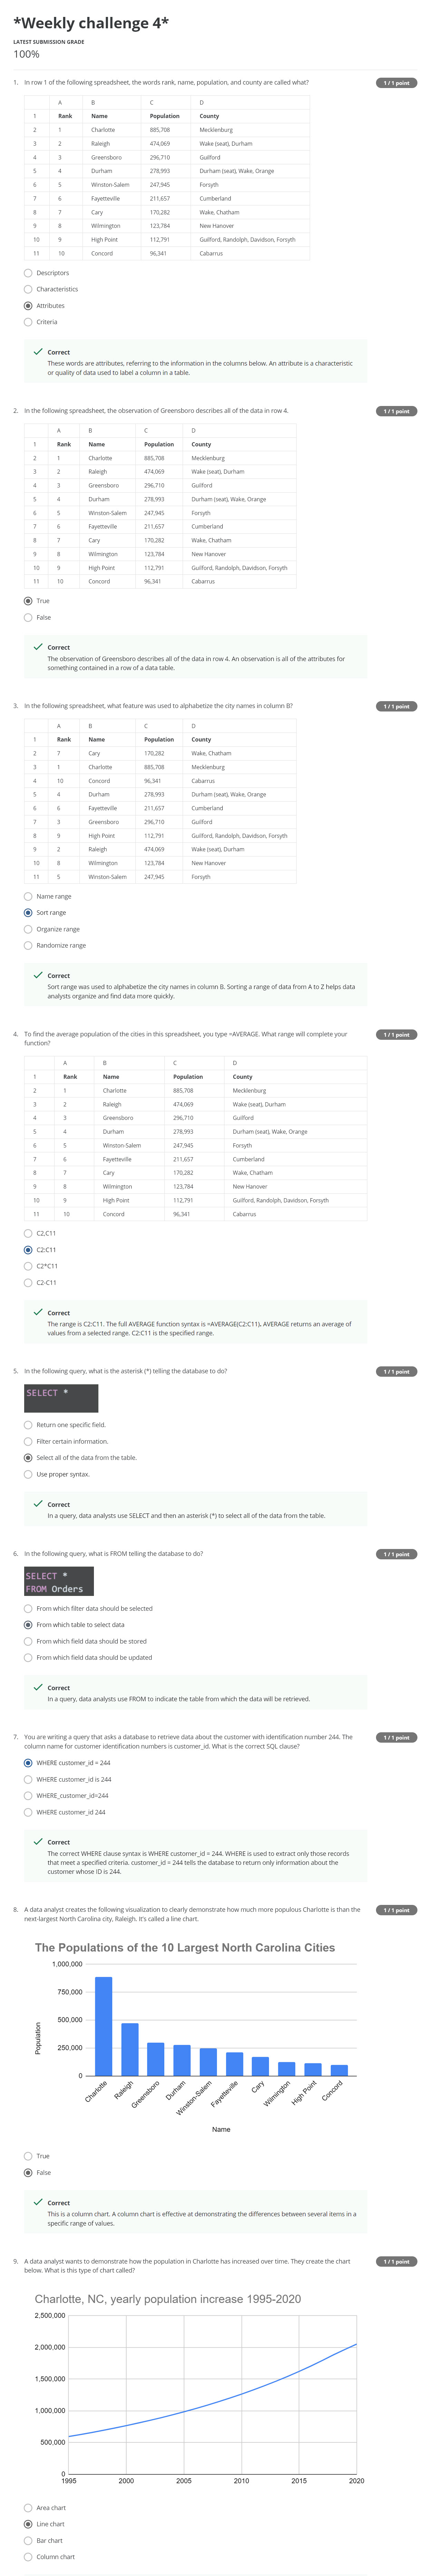 *Weekly challenge 4*
LATEST SUBMISSION GRADE
100%
1. In row 1 of the following spreadsheet, the words rank, name, population, and county are called what?
1 / 1 point
A B C D
1 Rank Name Population County
2 1 Charlotte 885,708 Mecklenburg
3 2 Raleigh 474,069 Wake (seat), Durham
4 3 Greensboro 296,710 Guilford
5 4 Durham 278,993 Durham (seat), Wake, Orange
6 5 Winston-Salem 247,945 Forsyth
7 6 Fayetteville 211,657 Cumberland
8 7 Cary 170,282 Wake, Chatham
9 8 Wilmington 123,784 New Hanover
10 9 High Point 112,791 Guilford, Randolph, Davidson, Forsyth
11 10 Concord 96,341 Cabarrus
Descriptors
Characteristics
Attributes
Criteria
Correct
These words are attributes, referring to the information in the columns below. An attribute is a characteristic
or quality of data used to label a column in a table.
2. In the following spreadsheet, the observation of Greensboro describes all of the data in row 4.
1 / 1 point
A B C D
1 Rank Name Population County
2 1 Charlotte 885,708 Mecklenburg
3 2 Raleigh 474,069 Wake (seat), Durham
4 3 Greensboro 296,710 Guilford
5 4 Durham 278,993 Durham (seat), Wake, Orange
6 5 Winston-Salem 247,945 Forsyth
7 6 Fayetteville 211,657 Cumberland
8 7 Cary 170,282 Wake, Chatham
9 8 Wilmington 123,784 New Hanover
10 9 High Point 112,791 Guilford, Randolph, Davidson, Forsyth
11 10 Concord 96,341 Cabarrus
True
False
Correct
The observation of Greensboro describes all of the data in row 4. An observation is all of the attributes for
something contained in a row of a data table.
3. In the following spreadsheet, what feature was used to alphabetize the city names in column B?
1 / 1 point
A B C D
1 Rank Name Population County
2 7 Cary 170,282 Wake, Chatham
3 1 Charlotte 885,708 Mecklenburg
4 10 Concord 96,341 Cabarrus
5 4 Durham 278,993 Durham (seat), Wake, Orange
6 6 Fayetteville 211,657 Cumberland
7 3 Greensboro 296,710 Guilford
8 9 High Point 112,791 Guilford, Randolph, Davidson, Forsyth
9 2 Raleigh 474,069 Wake (seat), Durham
10 8 Wilmington 123,784 New Hanover
11 5 Winston-Salem 247,945 Forsyth
Name range
Sort range
Organize range
Randomize range
Correct
Sort range was used to alphabetize the city names in column B. Sorting a range of data from A to Z helps data
analysts organize and find data more quickly.
4. To find the average population of the cities in this spreadsheet, you type =AVERAGE. What range will complete your
function?
1 / 1 point
A B C D
1 Rank Name Population County
2 1 Charlotte 885,708 Mecklenburg
3 2 Raleigh 474,069 Wake (seat), Durham
4 3 Greensboro 296,710 Guilford
5 4 Durham 278,993 Durham (seat), Wake, Orange
6 5 Winston-Salem 247,945 Forsyth
7 6 Fayetteville 211,657 Cumberland
8 7 Cary 170,282 Wake, Chatham
9 8 Wilmington 123,784 New Hanover
10 9 High Point 112,791 Guilford, Randolph, Davidson, Forsyth
11 10 Concord 96,341 Cabarrus
C2,C11
C2:C11
C2*C11
C2-C11
Correct
The range is C2:C11. The full AVERAGE function syntax is =AVERAGE(C2:C11), AVERAGE returns an average of
values from a selected range. C2:C11 is the specified range.
5. In the following query, what is the asterisk (*) telling the database to do?
1 / 1 point
SELECT *
Return one specific field.
Filter certain information.
Select all of the data from the table.
Use proper syntax.
Correct
In a query, data analysts use SELECT and then an asterisk (*) to select all of the data from the table.
6. In the following query, what is FROM telling the database to do?
1 / 1 point
SELECT *
FROM Orders
From which filter data should be selected
From which table to select data
From which field data should be stored
From which field data should be updated
Correct
In a query, data analysts use FROM to indicate the table from which the data will be retrieved.
7. You are writing a query that asks a database to retrieve data about the customer with identification number 244. The
column name for customer identification numbers is customer_id. What is the correct SQL clause?
1 / 1 point
WHERE customer_id = 244
WHERE customer_id is 244
WHERE_customer_id=244
WHERE customer_id 244
Correct
The correct WHERE clause syntax is WHERE customer_id = 244. WHERE is used to extract only those records
that meet a specified criteria. customer_id = 244 tells the database to return only information about the
customer whose ID is 244.
8. A data analyst creates the following visualization to clearly demonstrate how much more populous Charlotte is than the
next-largest North Carolina city, Raleigh. It's called a line chart.
1 / 1 point
The Populations of the 10 Largest North Carolina Cities
1,000,000
750,000
500,000
250,000
0
Population
Charlotte
Raleigh
Greensboro
Durham
Winston-Salem
Fayetteville
Cary
Wilmington
High Point
Concord
Name
True
False
Correct
This is a column chart. A column chart is effective at demonstrating the differences between several items in a
specific range of values.
9. A data analyst wants to demonstrate how the population in Charlotte has increased over time. They create the chart
below. What is this type of chart called?
1 / 1 point
Charlotte, NC, yearly population increase 1995-2020
2,500,000
2,000,000
1,500,000
1,000,000
500,000
0
1995 2000 2005 2010 2015 2020
Area chart
Line chart
Bar chart
Column chart